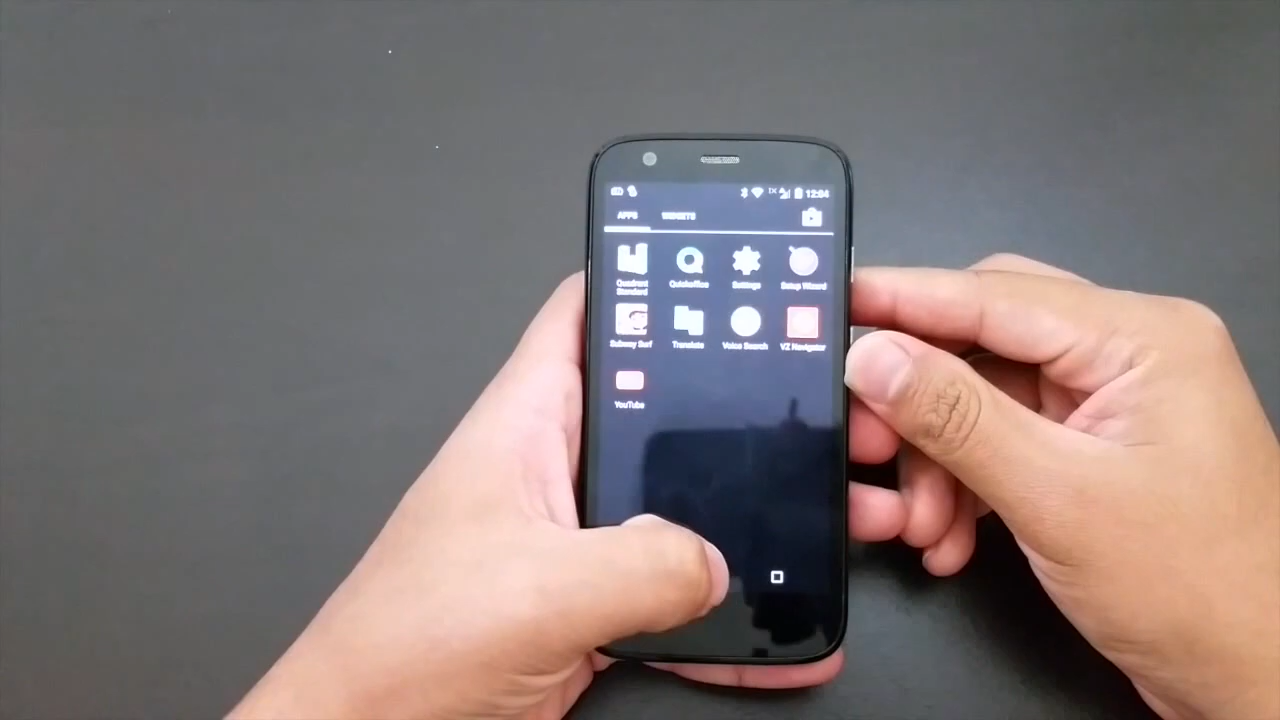 12:04
APPS WIDGETS
Quadrant Standard
Quickoffice
Settings
Setup Wizard
Subway Surf
Translate
Voice Search
VZ Navigator
YouTube